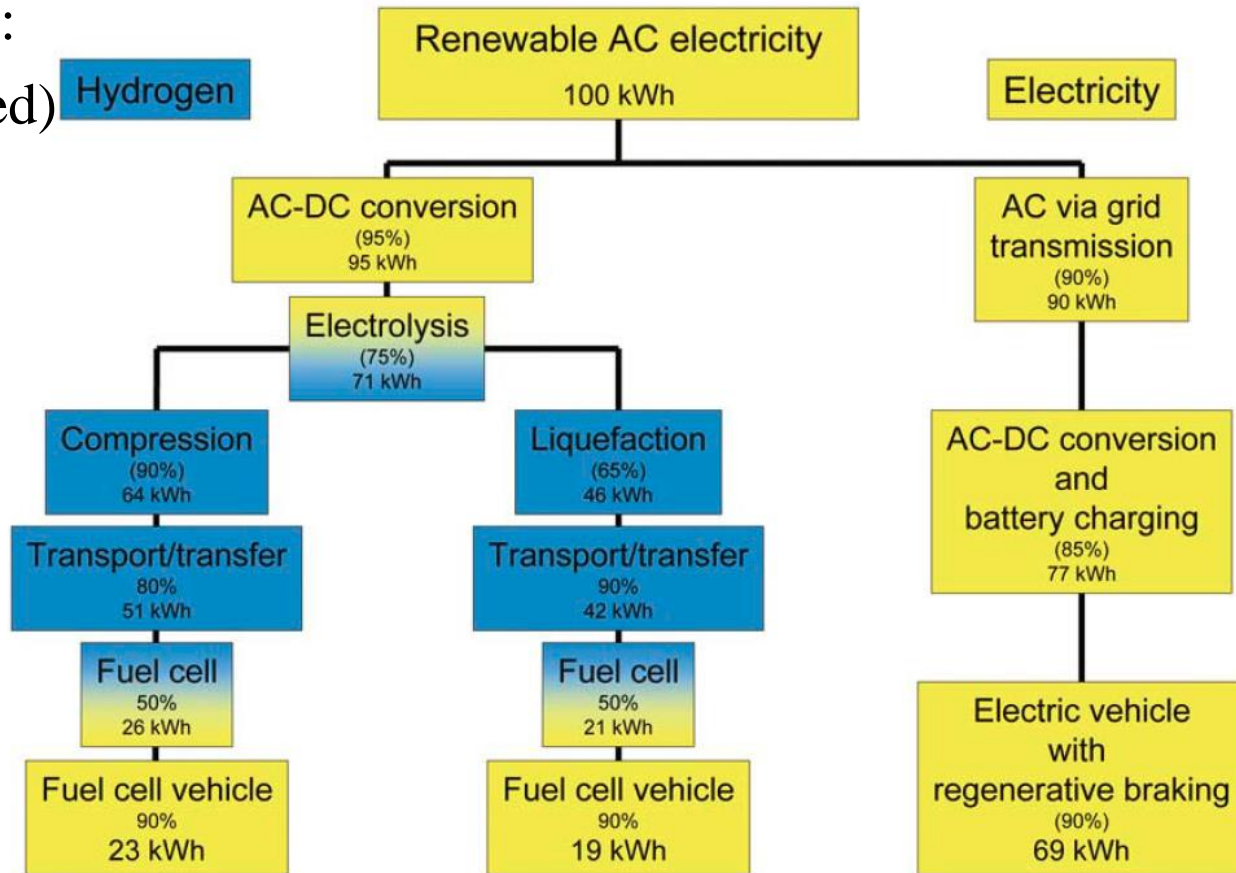 :
ed)
Hydrogen
Renewable AC electricity
100 kWh
Electricity
AC-DC conversion
(95%)
95 kWh
AC via grid
transmission
(90%)
90 kWh
Electrolysis
(75%)
71 kWh
Compression
(90%)
64 kWh
Liquefaction
(65%)
46 kWh
AC-DC conversion
and
battery charging
(85%)
77 kWh
Transport/transfer
80%
51 kWh
Transport/transfer
90%
42 kWh
Fuel cell
50%
26 kWh
Fuel cell
50%
21 kWh
Fuel cell vehicle
90%
23 kWh
Fuel cell vehicle
90%
19 kWh
Electric vehicle
with
regenerative braking
(90%)
69 kWh